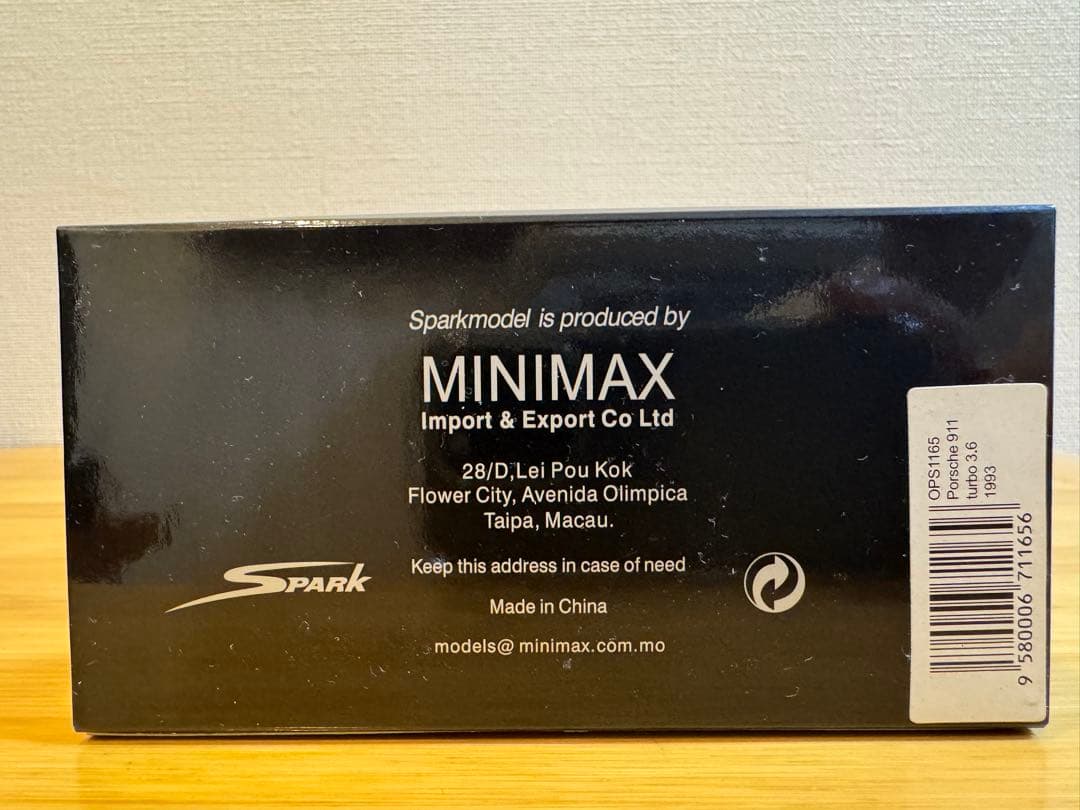 Sparkmodel is produced by
MINIMAX
Import & Export Co Ltd
28/D,Lei Pou Kok
Flower City, Avenida Olimpica
Taipa, Macau.
Keep this address in case of need
Made in China
models@ minimax.com.mo
SPARK
OPS1165
Porsche 911
turbo 3.6
1993
9 580006 711656